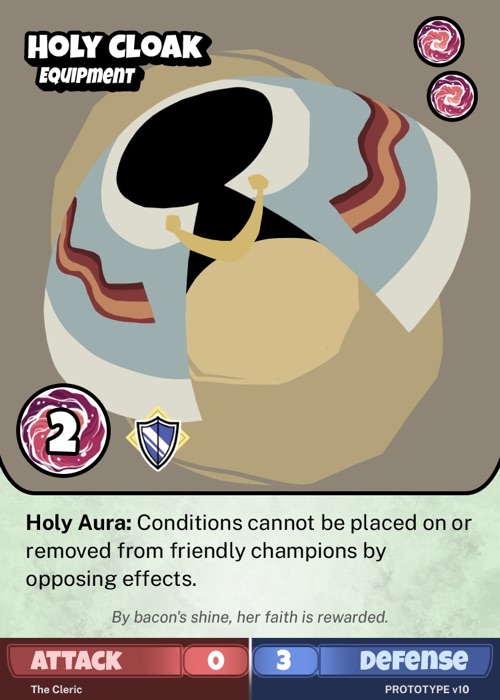 HOLY CLOAK
EQUIPMENT
2
Holy Aura: Conditions cannot be placed on or
removed from friendly champions by
opposing effects.
By bacon's shine, her faith is rewarded.
ATTACK 0 3 DEFENSE
The Cleric PROTOTYPE v10